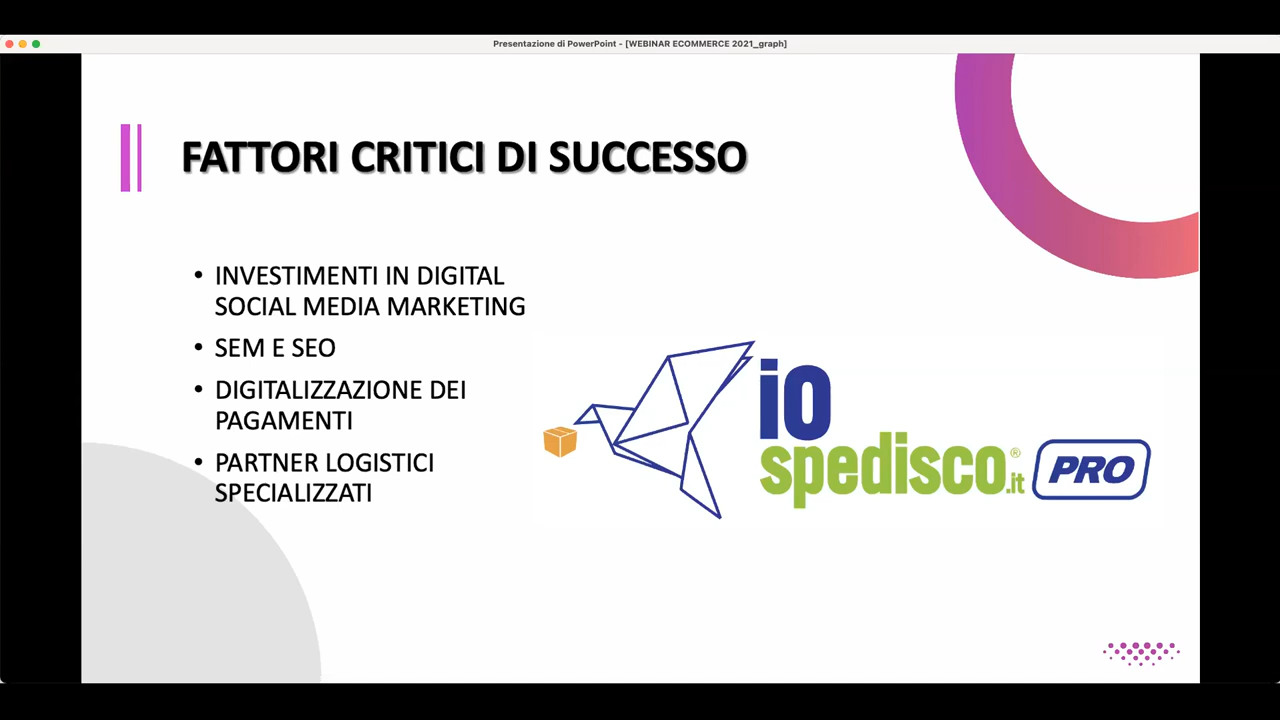 Presentazione di PowerPoint - [WEBINAR ECOMMERCE 2021_graph]
FATTORI CRITICI DI SUCCESSO
• INVESTIMENTI IN DIGITAL
SOCIAL MEDIA MARKETING
• SEM E SEO
• DIGITALIZZAZIONE DEI
PAGAMENTI
• PARTNER LOGISTICI
SPECIALIZZATI
io
spedisco®.it PRO